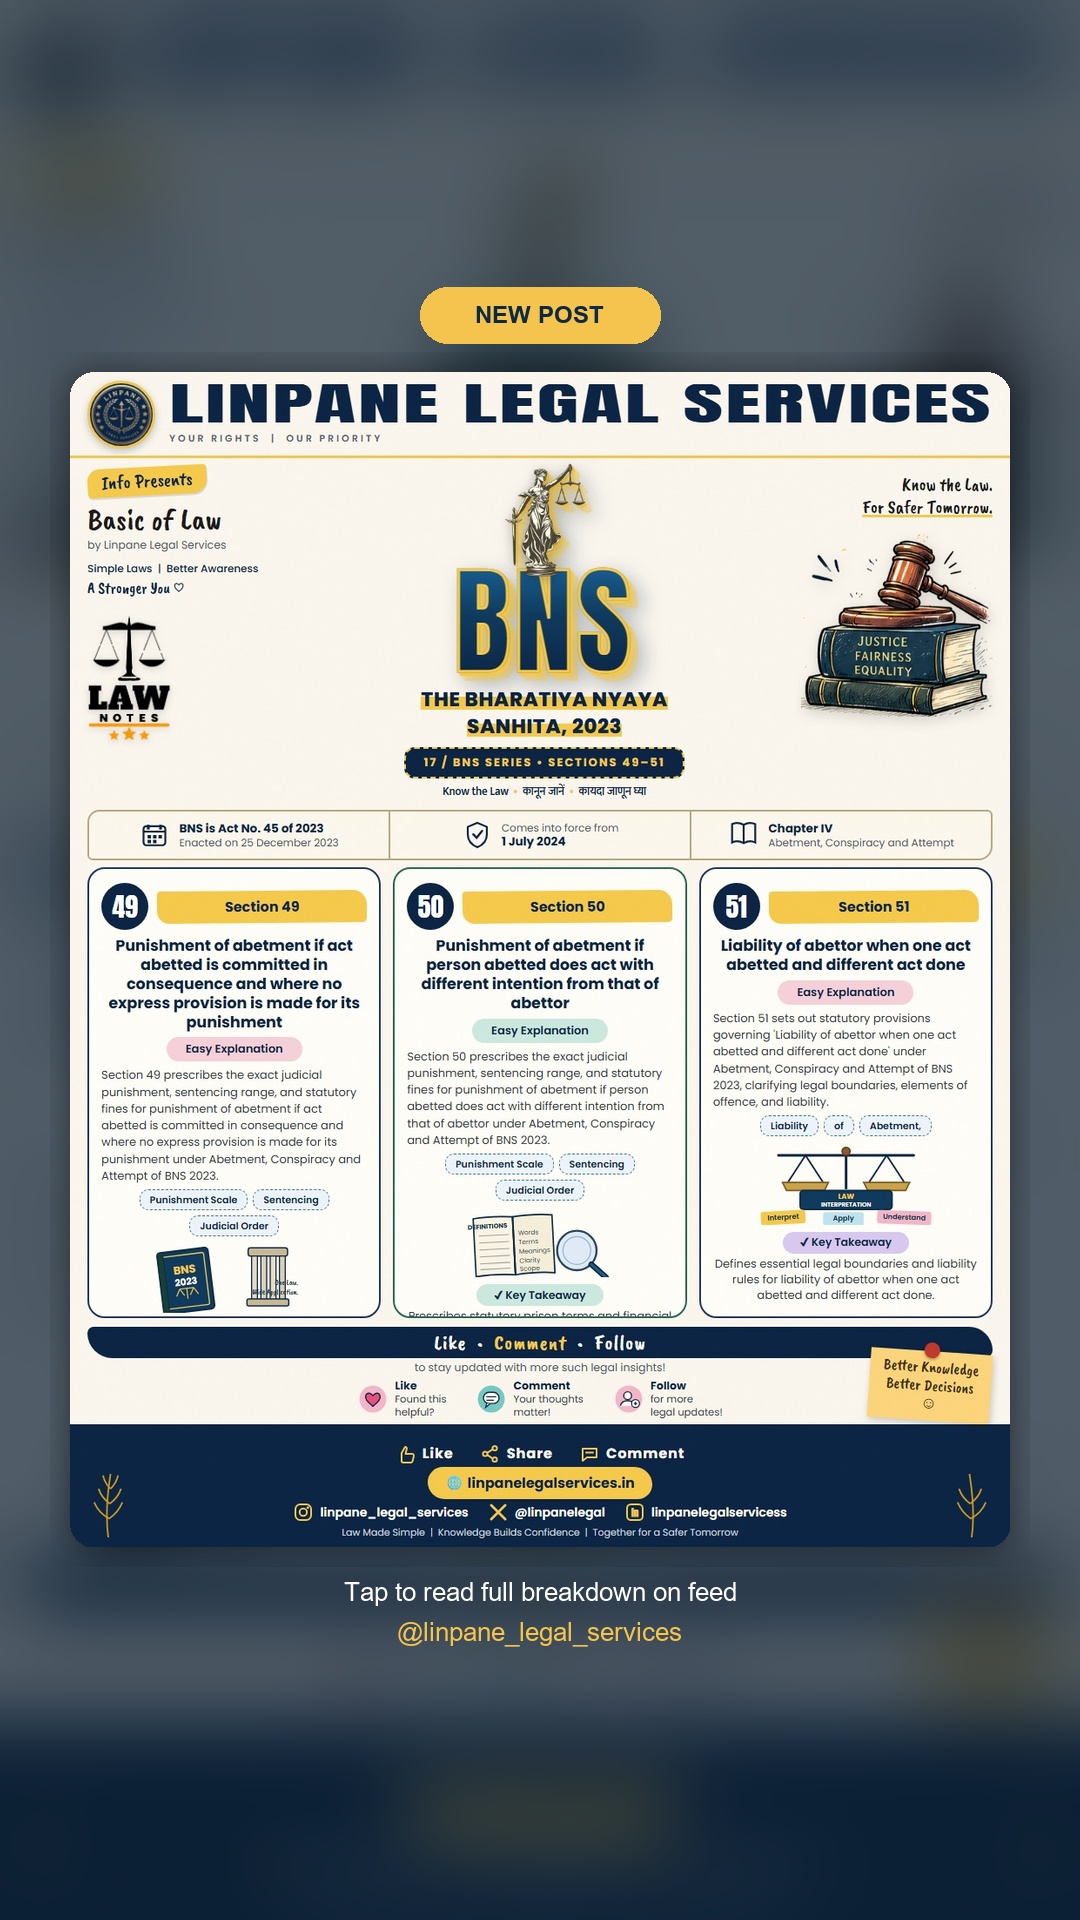 NEW POST
LINPANE LEGAL SERVICES
YOUR RIGHTS | OUR PRIORITY
Info Presents
Basic of Law
by Linpane Legal Services
Simple Laws | Better Awareness
A Stronger You ♡
LAW
NOTES
BNS
THE BHARATIYA NYAYA
SANHITA, 2023
17 / BNS SERIES • SECTIONS 49–51
Know the Law • कानून जानें • कायदा जाणून घ्या
Know the Law.
For Safer Tomorrow.
JUSTICE
FAIRNESS
EQUALITY
BNS is Act No. 45 of 2023
Enacted on 25 December 2023
Comes into force from
1 July 2024
Chapter IV
Abetment, Conspiracy and Attempt
49
Section 49
Punishment of abetment if act
abetted is committed in
consequence and where no
express provision is made for its
punishment
Easy Explanation
Section 49 prescribes the exact judicial
punishment, sentencing range, and statutory
fines for punishment of abetment if act
abetted is committed in consequence and
where no express provision is made for its
punishment under Abetment, Conspiracy and
Attempt of BNS 2023.
Punishment Scale
Sentencing
Judicial Order
BNS
2023
50
Section 50
Punishment of abetment if
person abetted does act with
different intention from that of
abettor
Easy Explanation
Section 50 prescribes the exact judicial
punishment, sentencing range, and statutory
fines for punishment of abetment if person
abetted does act with different intention from
that of abettor under Abetment, Conspiracy
and Attempt of BNS 2023.
Punishment Scale
Sentencing
Judicial Order
DEFINITIONS
Words
Terms
Meanings
Clarity
Scope
✓ Key Takeaway
Prescribes statutory prison terms and financial
51
Section 51
Liability of abettor when one act
abetted and different act done
Easy Explanation
Section 51 sets out statutory provisions
governing 'Liability of abettor when one act
abetted and different act done' under
Abetment, Conspiracy and Attempt of BNS
2023, clarifying legal boundaries, elements of
offence, and liability.
Liability
of
Abetment,
LAW
INTERPRETATION
Interpret
Apply
Understand
✓ Key Takeaway
Defines essential legal boundaries and liability
rules for liability of abettor when one act
abetted and different act done.
Like • Comment • Follow
to stay updated with more such legal insights!
Like
Found this
helpful?
Comment
Your thoughts
matter!
Follow
for more
legal updates!
Better Knowledge
Better Decisions
☺
Like
Share
Comment
linpanelegalservices.in
linpane_legal_services
@linpanelegal
linpanelegalservicess
Law Made Simple | Knowledge Builds Confidence | Together for a Safer Tomorrow
Tap to read full breakdown on feed
@linpane_legal_services